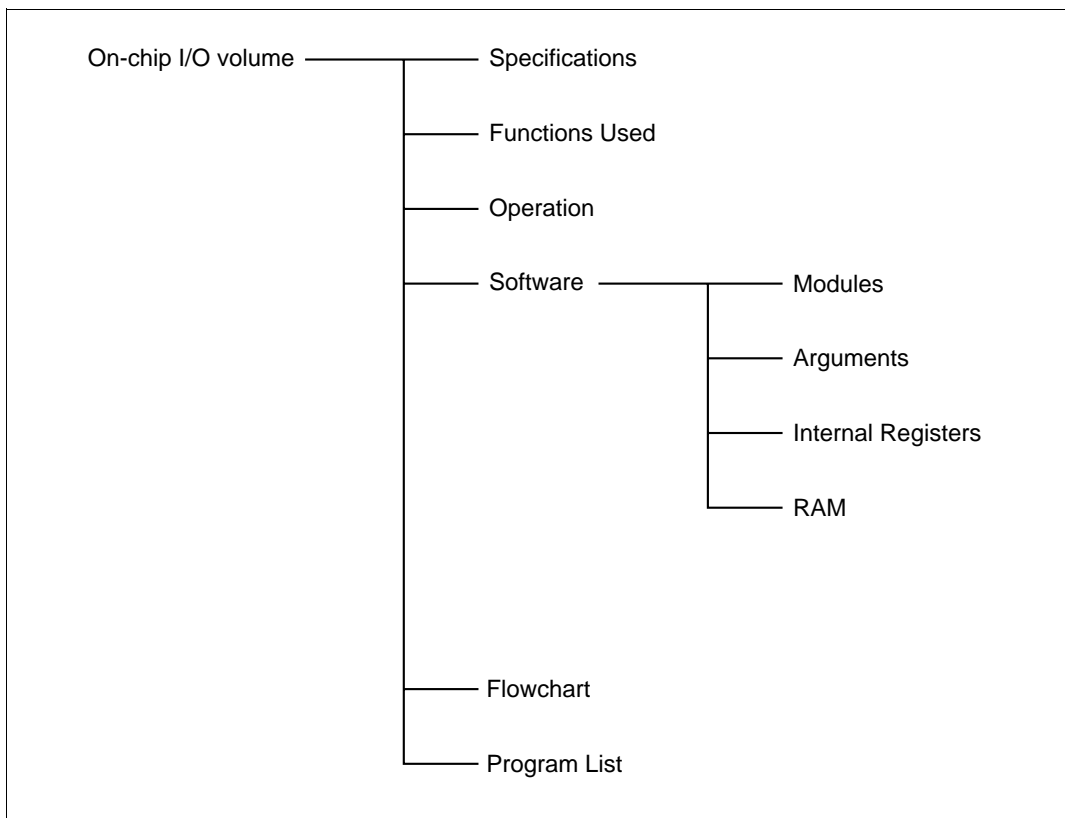 On-chip I/O volume
Specifications
Functions Used
Operation
Software
Modules
Arguments
Internal Registers
RAM
Flowchart
Program List